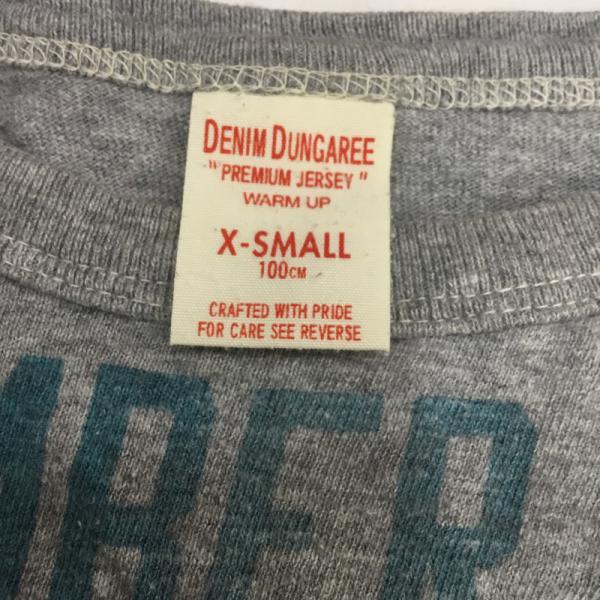 DENIM DUNGAREE
"PREMIUM JERSEY"
WARM UP
X-SMALL
100CM
CRAFTED WITH PRIDE
FOR CARE SEE REVERSE